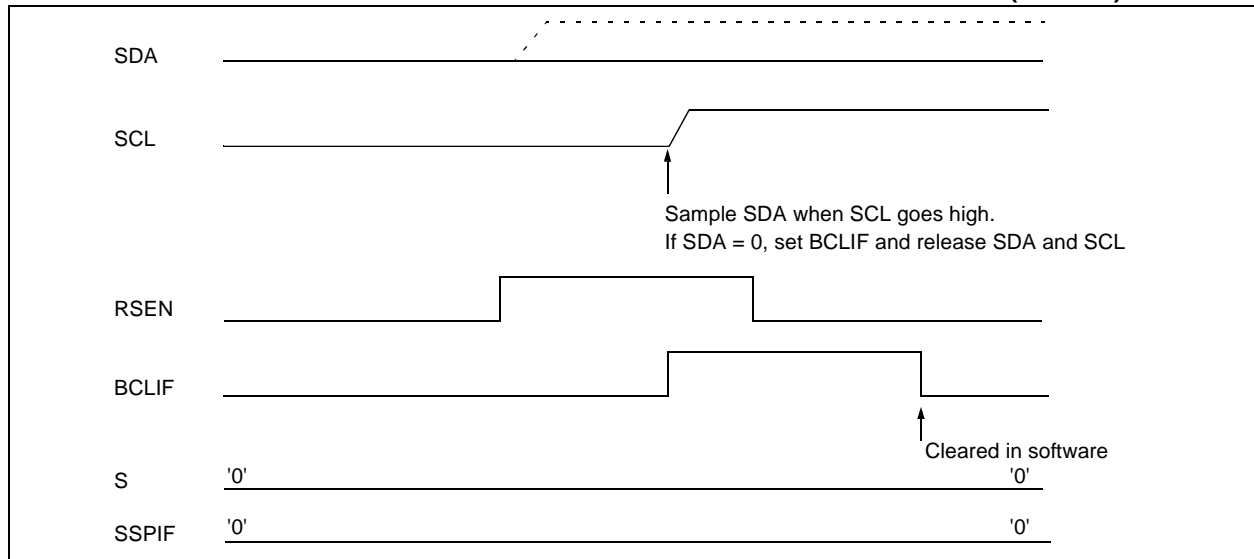 SDA
SCL
Sample SDA when SCL goes high.
If SDA = 0, set BCLIF and release SDA and SCL
RSEN
BCLIF
Cleared in software
S '0' '0'
SSPIF '0' '0'